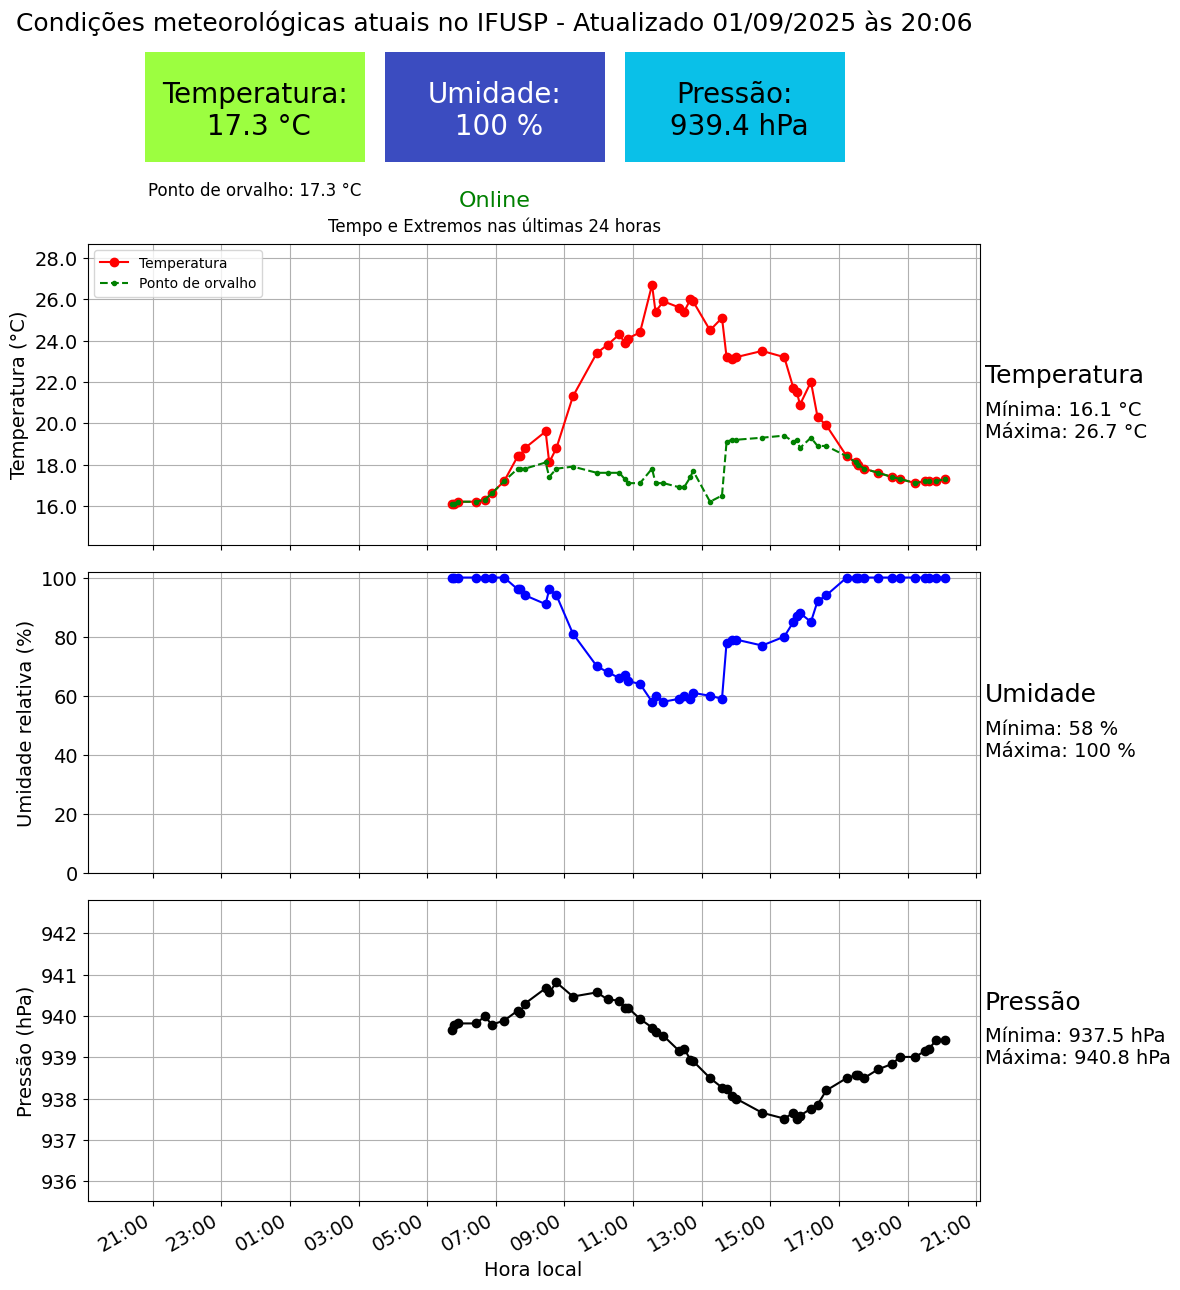 Condições meteorológicas atuais no IFUSP - Atualizado 01/09/2025 às 20:06
Temperatura:
17.3 °C
Umidade:
100 %
Pressão:
939.4 hPa
Ponto de orvalho: 17.3 °C
Online
Tempo e Extremos nas últimas 24 horas
Temperatura
Ponto de orvalho
Temperatura (°C)
28.0
26.0
24.0
22.0
20.0
18.0
16.0
Temperatura
Mínima: 16.1 °C
Máxima: 26.7 °C
Umidade relativa (%)
100
80
60
40
20
0
Umidade
Mínima: 58 %
Máxima: 100 %
Pressão (hPa)
942
941
940
939
938
937
936
Pressão
Mínima: 937.5 hPa
Máxima: 940.8 hPa
21:00 23:00 01:00 03:00 05:00 07:00 09:00 11:00 13:00 15:00 17:00 19:00 21:00
Hora local